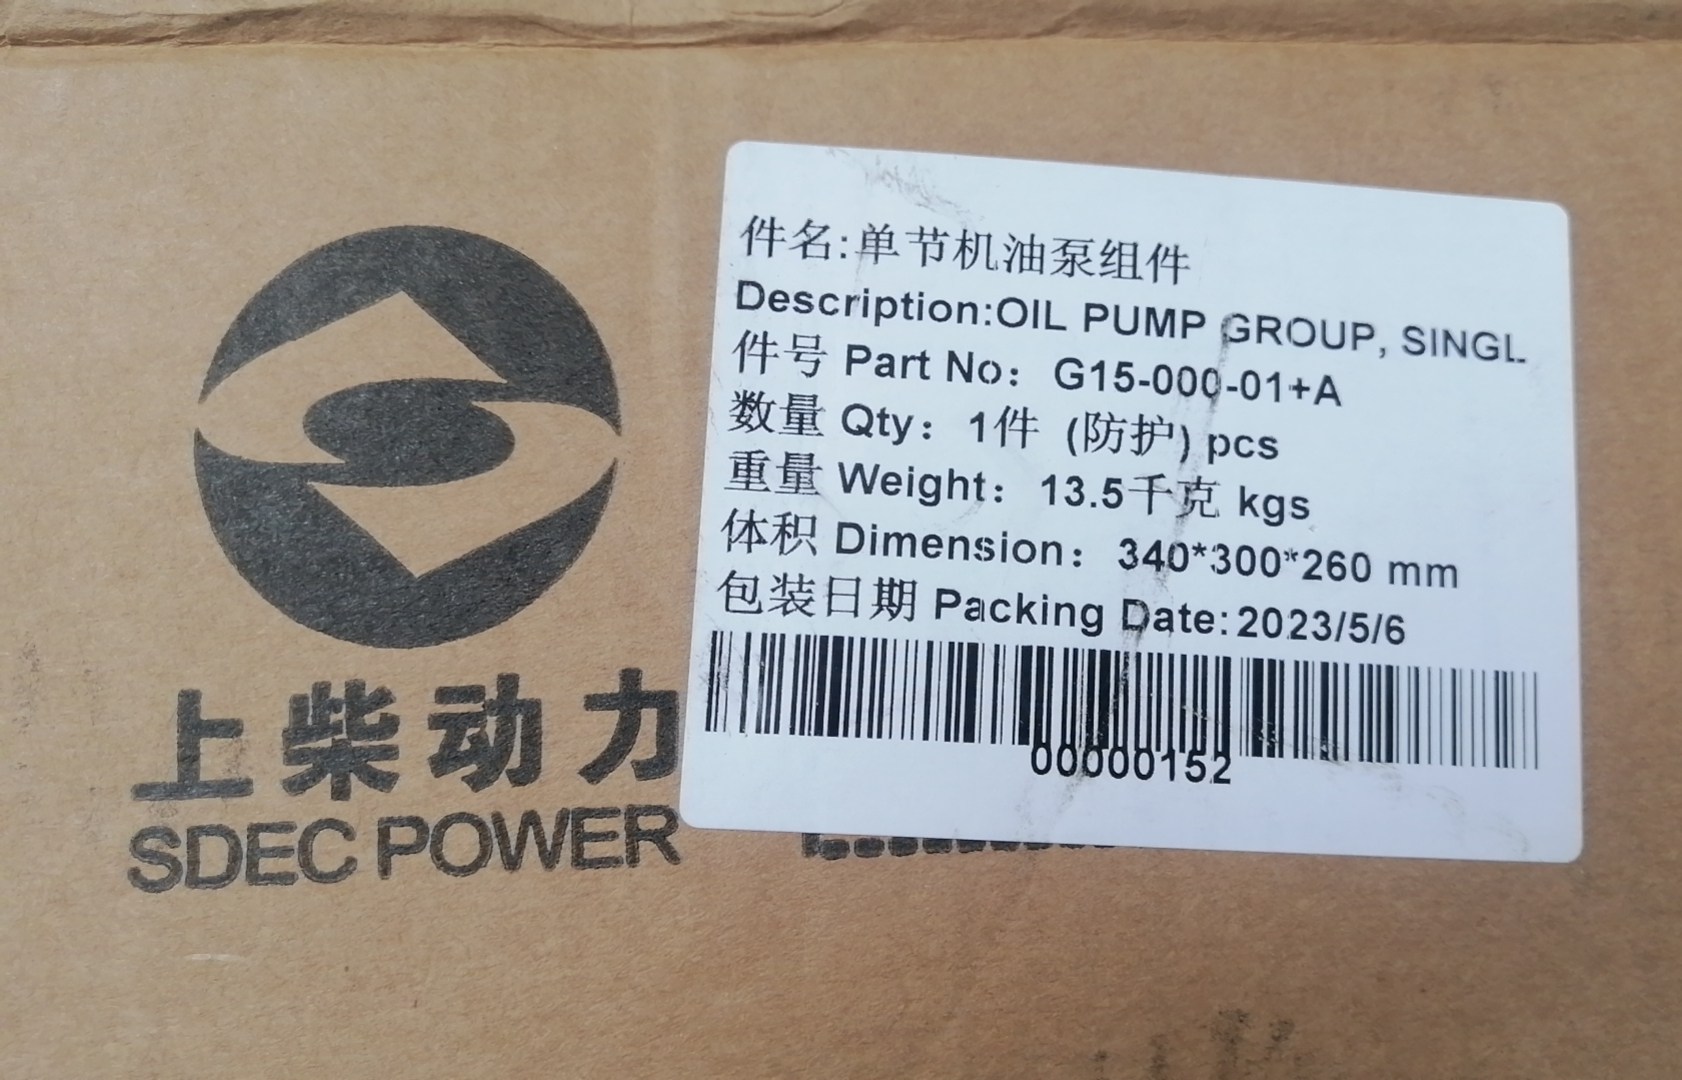 上柴动力
SDEC POWER
件名:单节机油泵组件
Description:OIL PUMP GROUP, SINGL
件号 Part No：G15-000-01+A
数量 Qty：1件 (防护) pcs
重量 Weight：13.5千克 kgs
体积 Dimension：340*300*260 mm
包装日期 Packing Date:2023/5/6
00000152